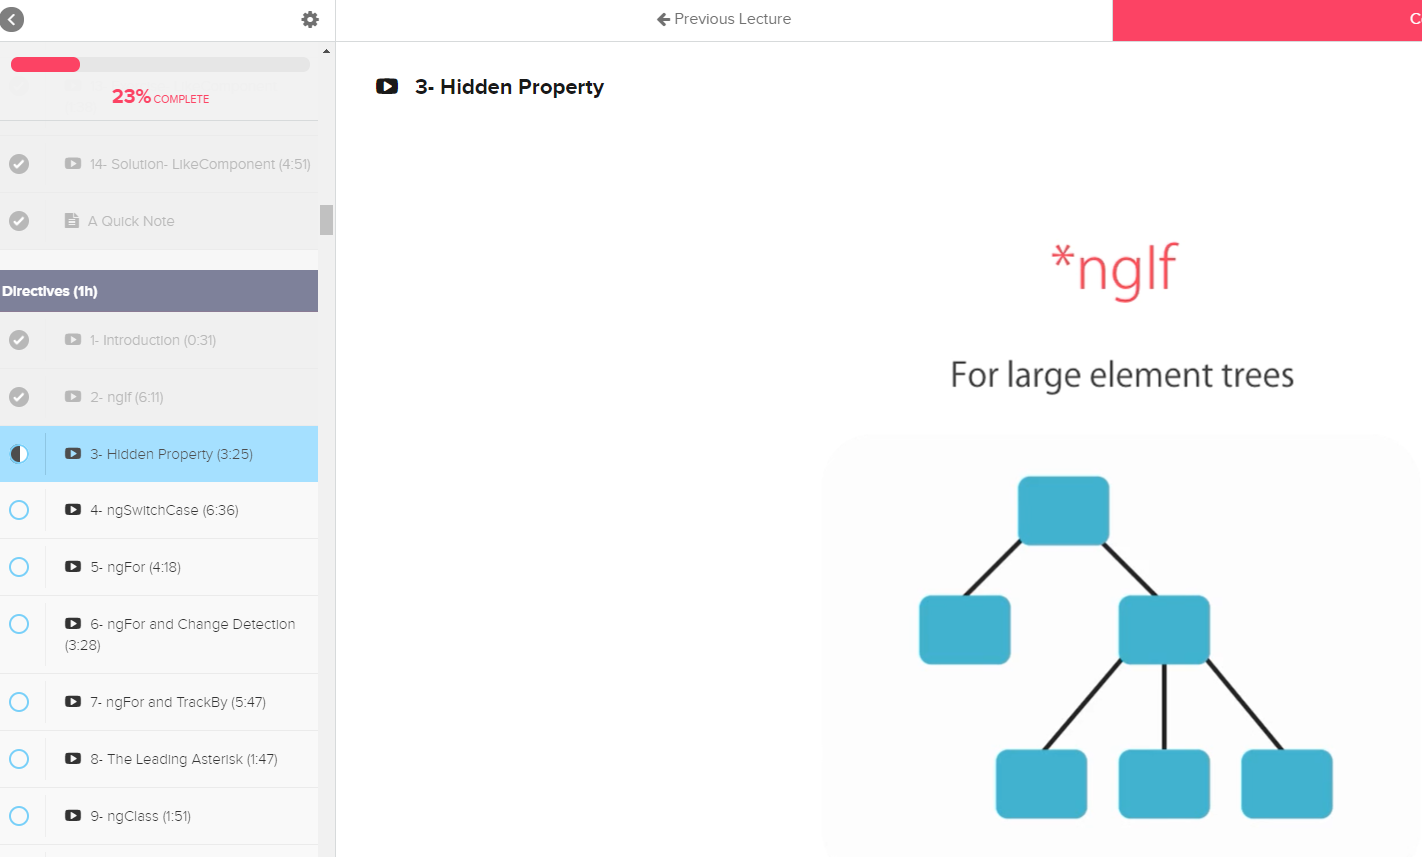 Previous Lecture
C
23% COMPLETE
14- Solution- LikeComponent (4:51)
A Quick Note
Directives (1h)
1- Introduction (0:31)
2- ngIf (6:11)
3- Hidden Property (3:25)
4- ngSwitchCase (6:36)
5- ngFor (4:18)
6- ngFor and Change Detection
(3:28)
7- ngFor and TrackBy (5:47)
8- The Leading Asterisk (1:47)
9- ngClass (1:51)
3- Hidden Property
*ngIf
For large element trees